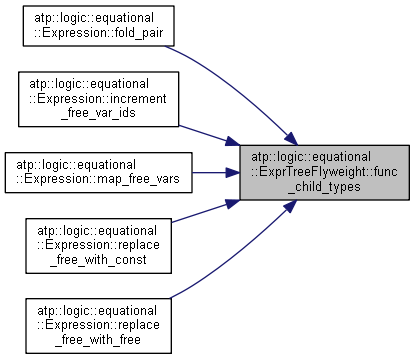 atp::logic::equational
::Expression::fold_pair
atp::logic::equational
::Expression::increment
_free_var_ids
atp::logic::equational
::Expression::map_free_vars
atp::logic::equational
::Expression::replace
_free_with_const
atp::logic::equational
::Expression::replace
_free_with_free
atp::logic::equational
::ExprTreeFlyweight::func
_child_types